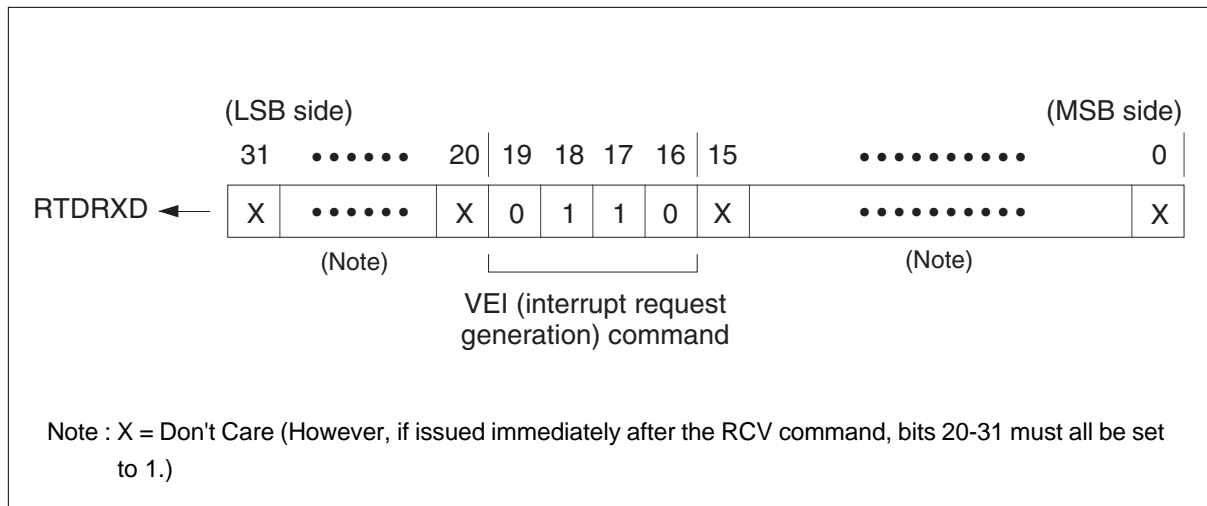 (LSB side) (MSB side)
31 •••••• 20 19 18 17 16 15 •••••••••• 0
RTDRXD X •••••• X 0 1 1 0 X •••••••••• X
(Note) (Note)
VEI (interrupt request
generation) command
Note : X = Don't Care (However, if issued immediately after the RCV command, bits 20-31 must all be set
to 1.)